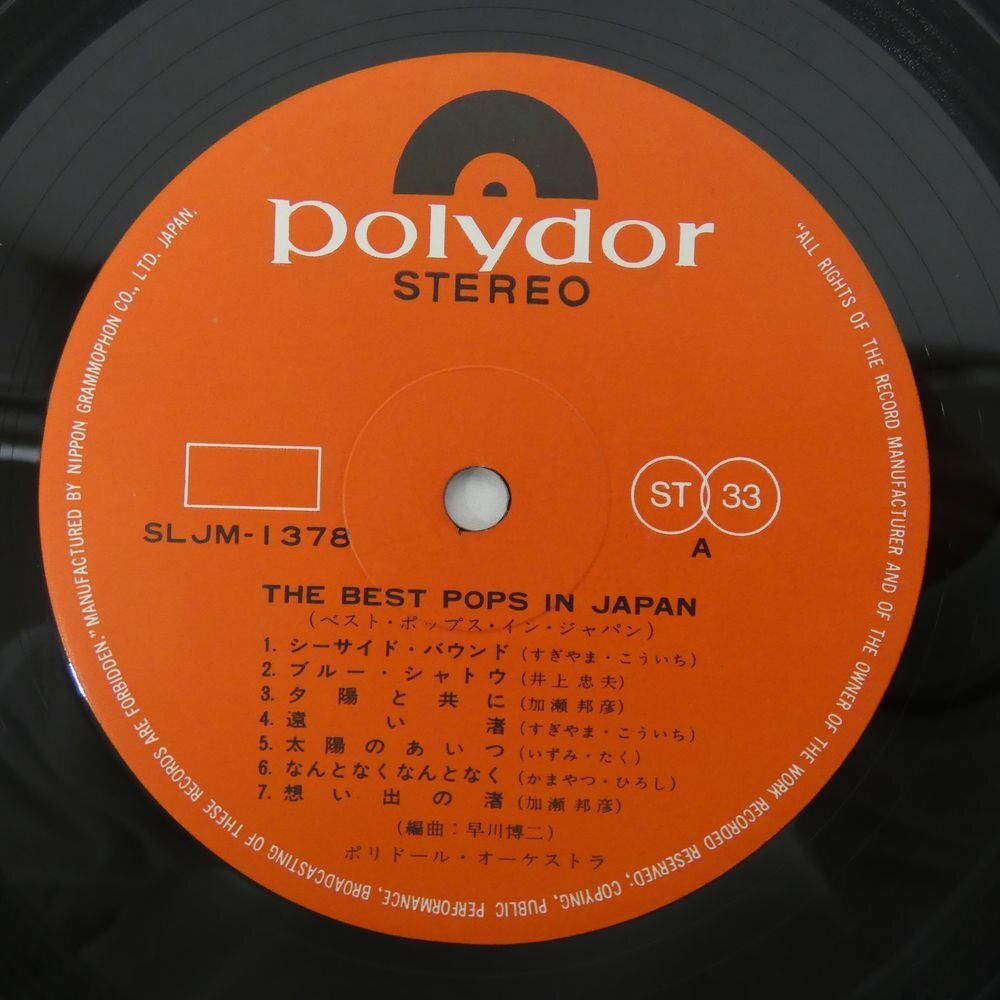 polydor
STEREO
"ALL RIGHTS OF THE RECORD MANUFACTURER AND OF THE OWNER OF THE WORK RECORDED RESERVED; COPYING, PUBLIC PERFORMANCE, BROADCASTING OF THESE RECORDS ARE FORBIDDEN." MANUFACTURED BY NIPPON GRAMMOPHON CO., LTD. JAPAN.
ST 33
SLJM-1378
A
THE BEST POPS IN JAPAN
(ベスト・ポップス・イン・ジャパン)
1. シーサイド・バウンド (すぎやま・こういち)
2. ブルー・シャトウ (井上忠夫)
3. 夕陽と共に (加瀬邦彦)
4. 遠い渚 (すぎやま・こういち)
5. 太陽のあいつ (いずみ・たく)
6. なんとなくなんとなく (かまやつ・ひろし)
7. 想い出の渚 (加瀬邦彦)
(編曲:早川博二)
ポリドール・オーケストラ